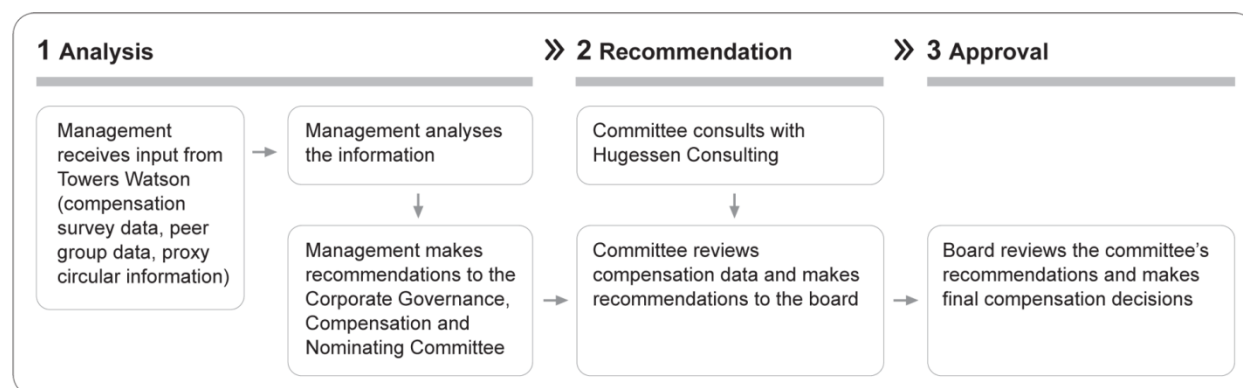 1 Analysis
» 2 Recommendation
» 3 Approval
Management
receives input from
Towers Watson
(compensation
survey data, peer
group data, proxy
circular information)
Management analyses
the information
Management makes
recommendations to the
Corporate Governance,
Compensation and
Nominating Committee
Committee consults with
Hugessen Consulting
Committee reviews
compensation data and makes
recommendations to the board
Board reviews the committee’s
recommendations and makes
final compensation decisions